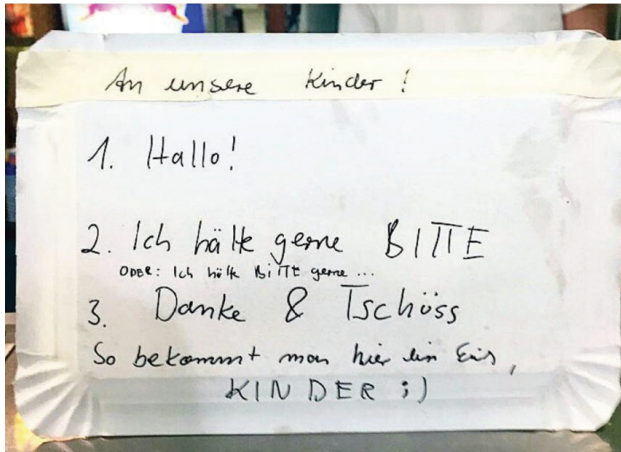 An unsere Kinder!
1. Hallo!
2. Ich hätte gerne BITTE
ODER: Ich hätte BITTE gerne ...
3. Danke & Tschöss
So bekommt man hier ein Eis,
KINDER ;)